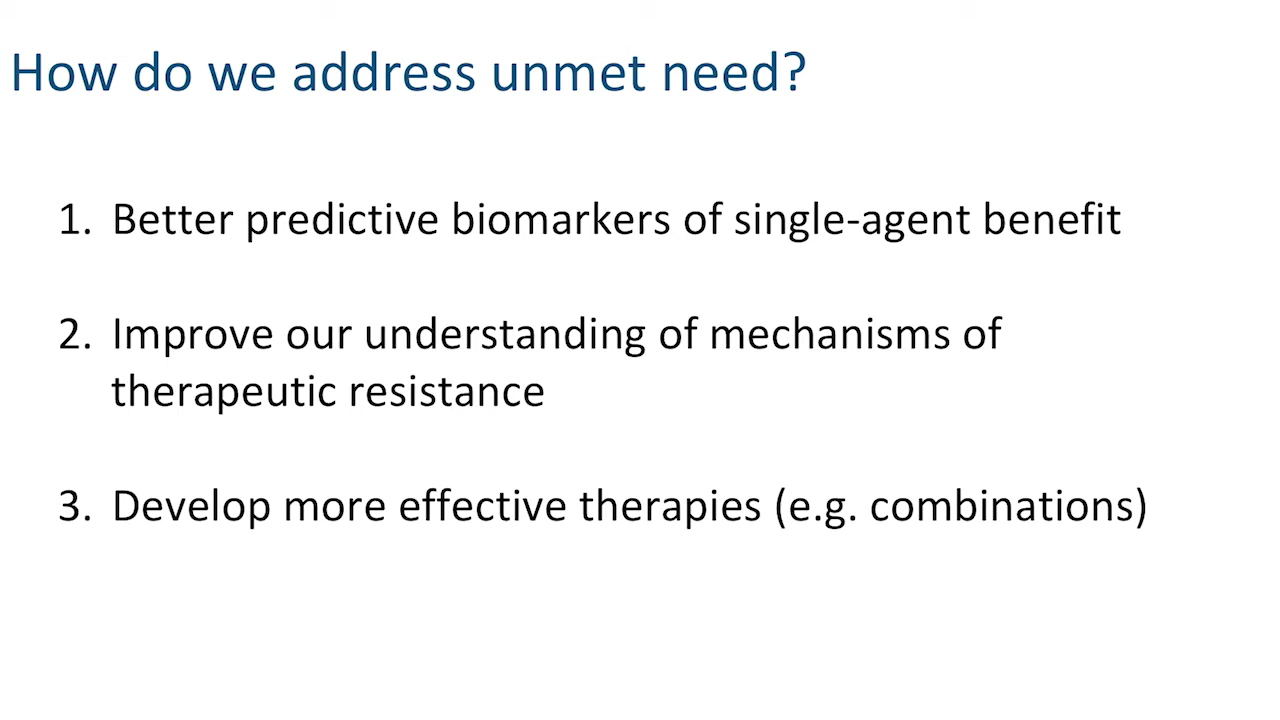 How do we address unmet need?
1. Better predictive biomarkers of single-agent benefit
2. Improve our understanding of mechanisms of
therapeutic resistance
3. Develop more effective therapies (e.g. combinations)